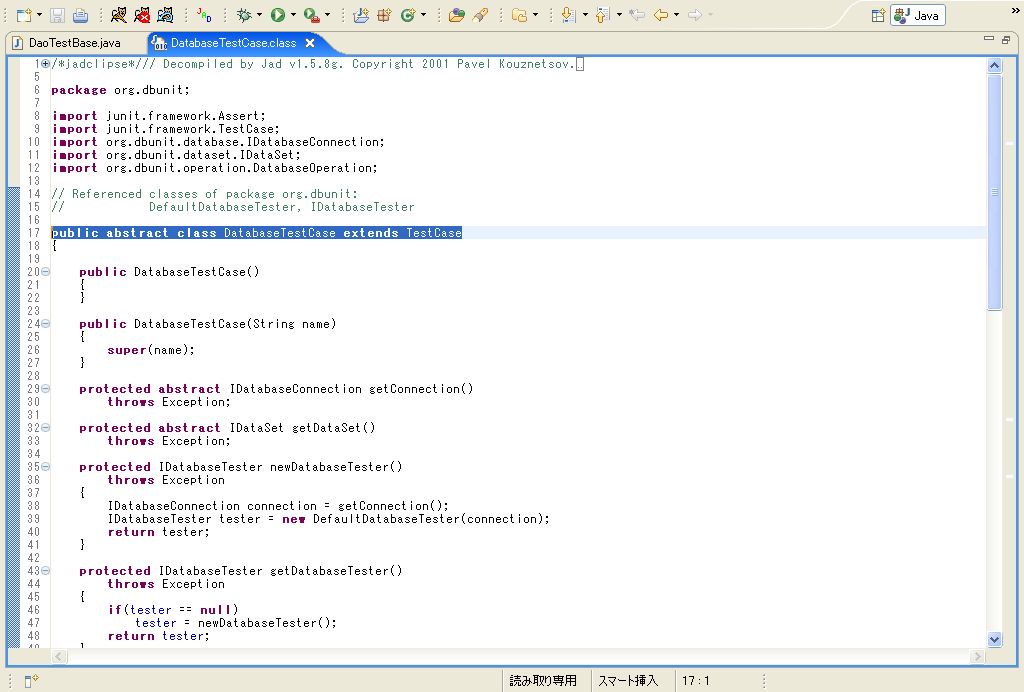 Java
DaoTestBase.java
DatabaseTestCase.class
1 /*jadclipse*/// Decompiled by Jad v1.5.8g. Copyright 2001 Pavel Kouznetsov.
5
6 package org.dbunit;
7
8 import junit.framework.Assert;
9 import junit.framework.TestCase;
10 import org.dbunit.database.IDatabaseConnection;
11 import org.dbunit.dataset.IDataSet;
12 import org.dbunit.operation.DatabaseOperation;
13
14 // Referenced classes of package org.dbunit:
15 //            DefaultDatabaseTester, IDatabaseTester
16
17 public abstract class DatabaseTestCase extends TestCase
18 {
19
20     public DatabaseTestCase()
21     {
22     }
23
24     public DatabaseTestCase(String name)
25     {
26         super(name);
27     }
28
29     protected abstract IDatabaseConnection getConnection()
30         throws Exception;
31
32     protected abstract IDataSet getDataSet()
33         throws Exception;
34
35     protected IDatabaseTester newDatabaseTester()
36         throws Exception
37     {
38         IDatabaseConnection connection = getConnection();
39         IDatabaseTester tester = new DefaultDatabaseTester(connection);
40         return tester;
41     }
42
43     protected IDatabaseTester getDatabaseTester()
44         throws Exception
45     {
46         if(tester == null)
47             tester = newDatabaseTester();
48         return tester;
読み取り専用
スマート挿入
17 : 1